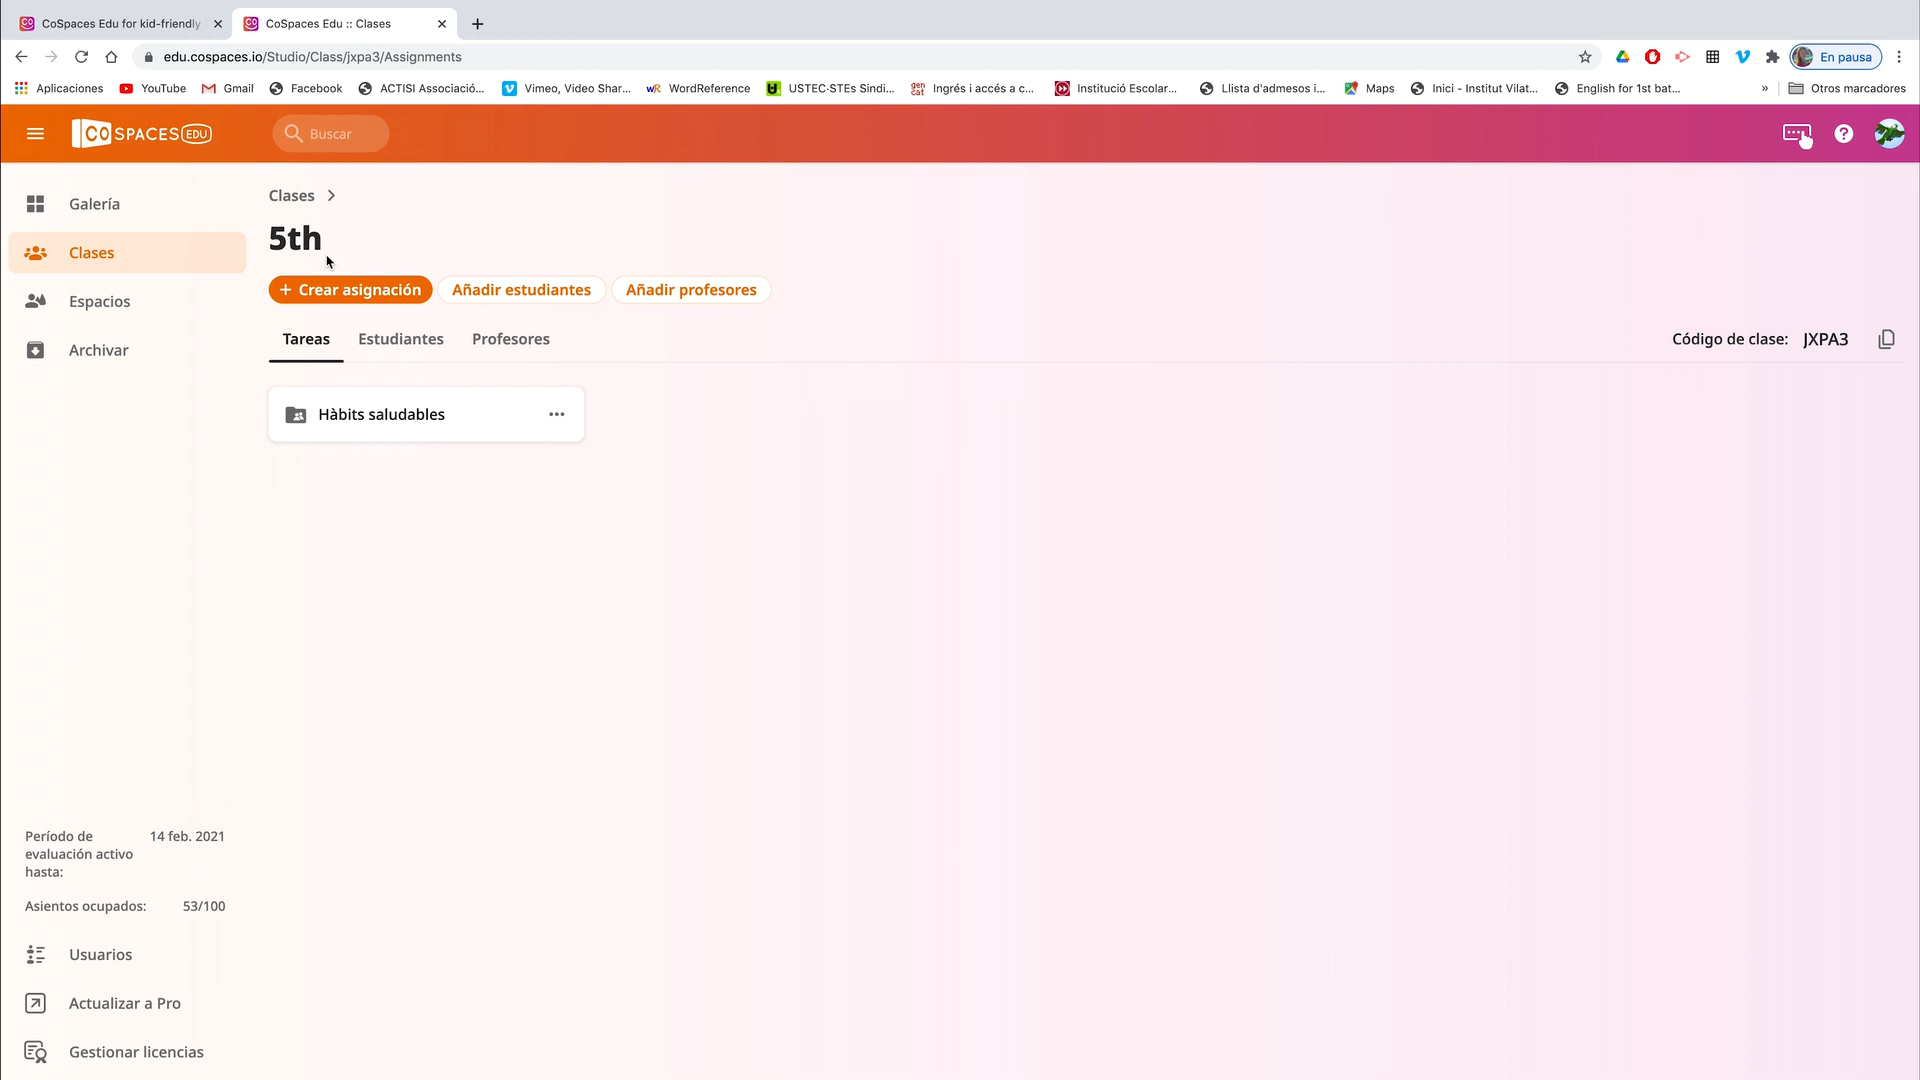 CoSpaces Edu for kid-friendly
CoSpaces Edu :: Clases
edu.cospaces.io/Studio/Class/jxpa3/Assignments
En pausa
Aplicaciones
YouTube
Gmail
Facebook
ACTISI Associació...
Vimeo, Video Shar...
WordReference
USTEC·STEs Sindi...
gen cat
Ingrés i accés a c...
Institució Escolar...
Llista d'admesos i...
Maps
Inici - Institut Vilat...
English for 1st bat...
»
Otros marcadores
CO SPACES EDU
Buscar
Galería
Clases
Espacios
Archivar
Clases
5th
+ Crear asignación
Añadir estudiantes
Añadir profesores
Tareas
Estudiantes
Profesores
Código de clase: JXPA3
Hàbits saludables
Período de evaluación activo hasta: 14 feb. 2021
Asientos ocupados: 53/100
Usuarios
Actualizar a Pro
Gestionar licencias